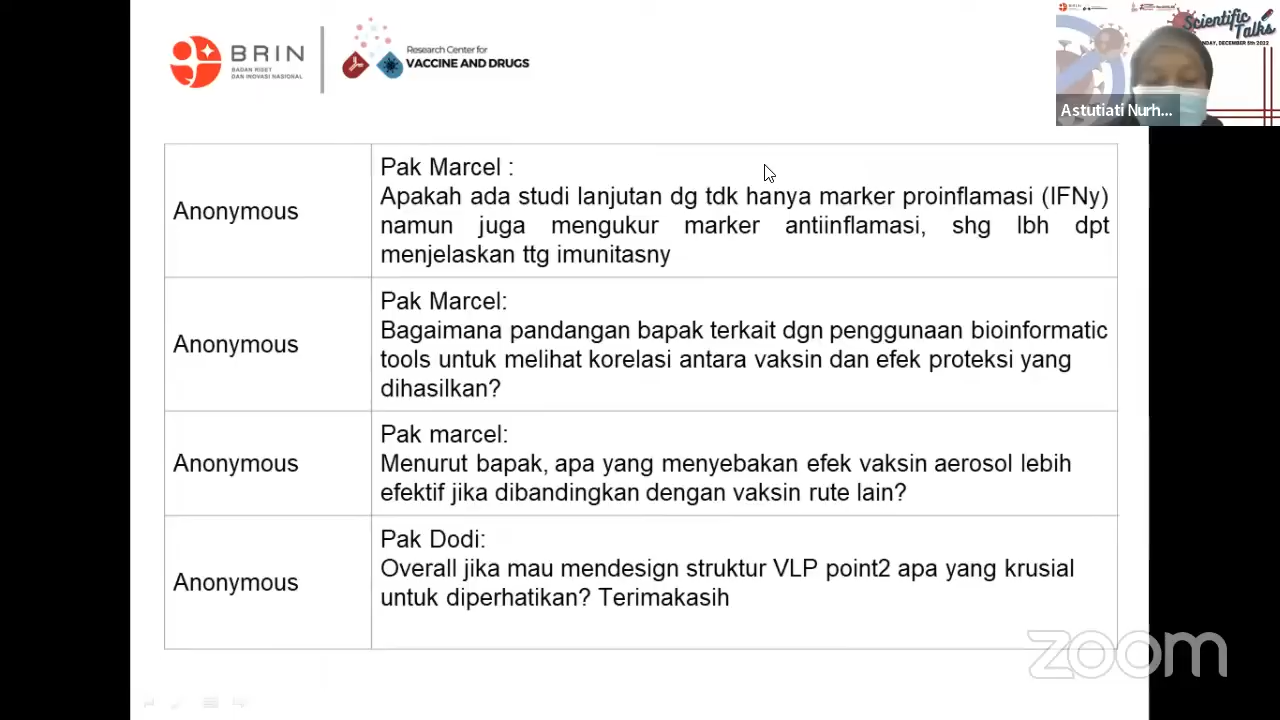 BRIN
BADAN RISET
DAN INOVASI NASIONAL
Research Center for
VACCINE AND DRUGS
Scientific
Talks
DECEMBER 5th 2022
Astutiati Nurh...
Anonymous
Pak Marcel :
Apakah ada studi lanjutan dg tdk hanya marker proinflamasi (IFNy)
namun juga mengukur marker antiinflamasi, shg lbh dpt
menjelaskan ttg imunitasny
Anonymous
Pak Marcel:
Bagaimana pandangan bapak terkait dgn penggunaan bioinformatic
tools untuk melihat korelasi antara vaksin dan efek proteksi yang
dihasilkan?
Anonymous
Pak marcel:
Menurut bapak, apa yang menyebakan efek vaksin aerosol lebih
efektif jika dibandingkan dengan vaksin rute lain?
Anonymous
Pak Dodi:
Overall jika mau mendesign struktur VLP point2 apa yang krusial
untuk diperhatikan? Terimakasih
zoom